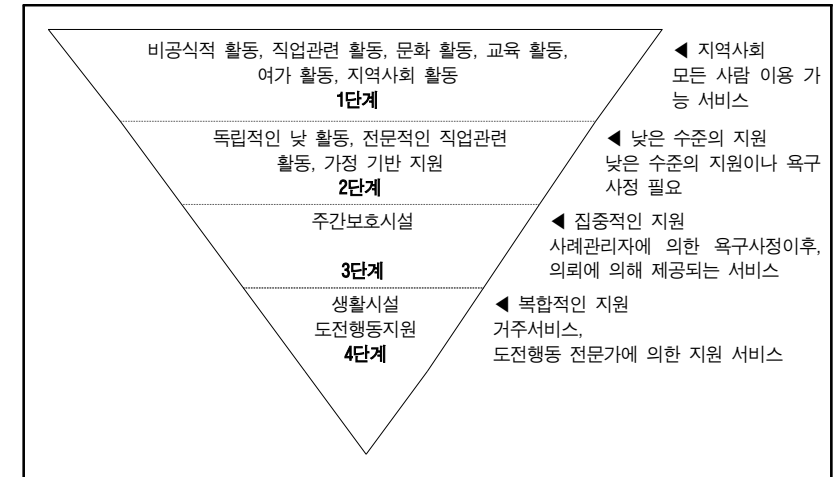 비공식적 활동, 직업관련 활동, 문화 활동, 교육 활동,
여가 활동, 지역사회 활동
1단계
◀ 지역사회
모든 사람 이용 가
능 서비스
독립적인 낮 활동, 전문적인 직업관련
활동, 가정 기반 지원
2단계
◀ 낮은 수준의 지원
낮은 수준의 지원이나 욕구
사정 필요
주간보호시설
3단계
◀ 집중적인 지원
사례관리자에 의한 욕구사정이후,
의뢰에 의해 제공되는 서비스
생활시설
도전행동지원
4단계
◀ 복합적인 지원
거주서비스,
도전행동 전문가에 의한 지원 서비스